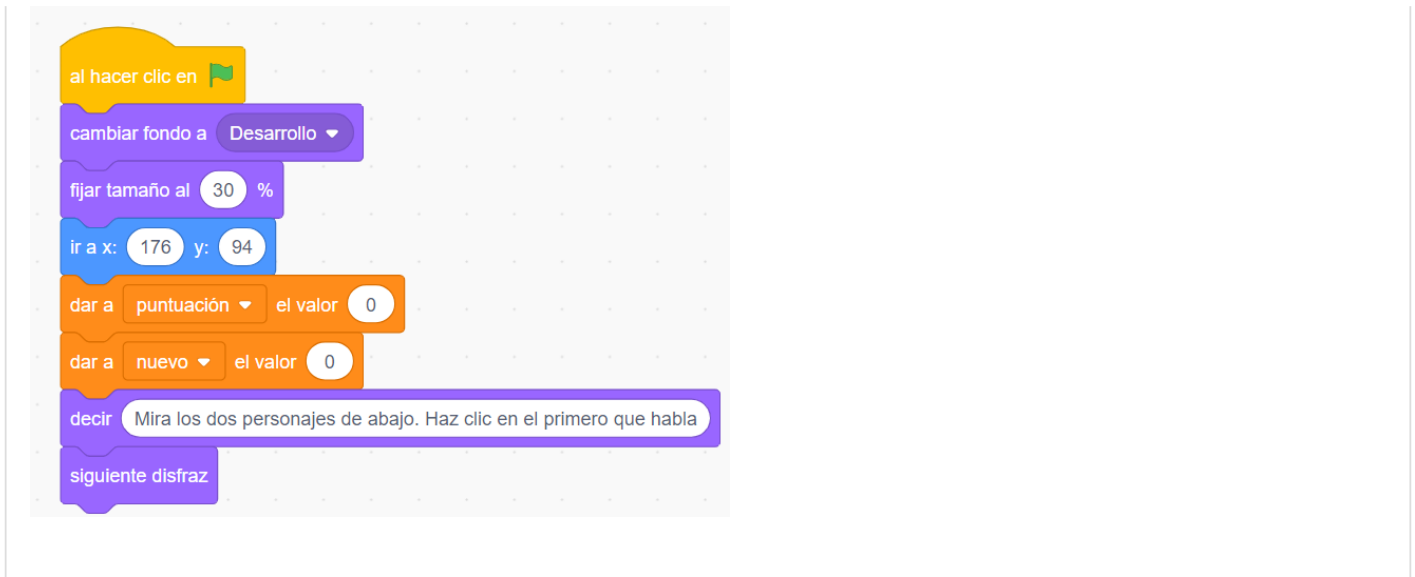 al hacer clic en
cambiar fondo a Desarrollo
fijar tamaño al 30 %
ir a x: 176 y: 94
dar a puntuación el valor 0
dar a nuevo el valor 0
decir Mira los dos personajes de abajo. Haz clic en el primero que habla
siguiente disfraz